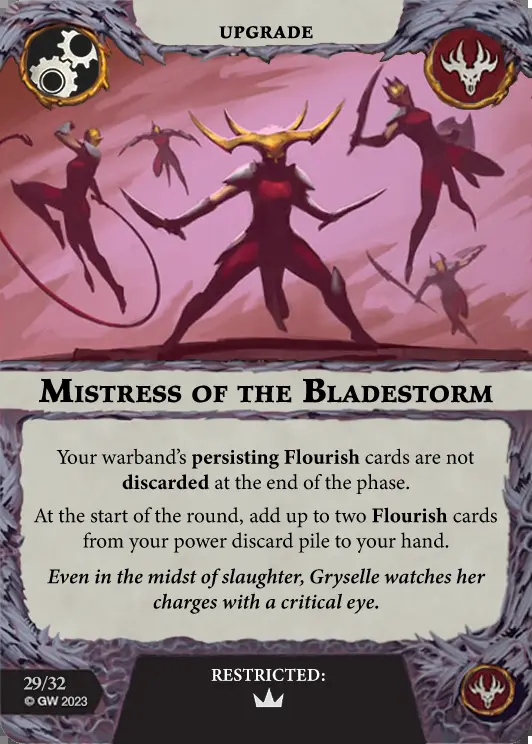 UPGRADE
Mistress of the Bladestorm
Your warband's persisting Flourish cards are not
discarded at the end of the phase.
At the start of the round, add up to two Flourish cards
from your power discard pile to your hand.
Even in the midst of slaughter, Gryselle watches her
charges with a critical eye.
RESTRICTED:
29/32
© GW 2023